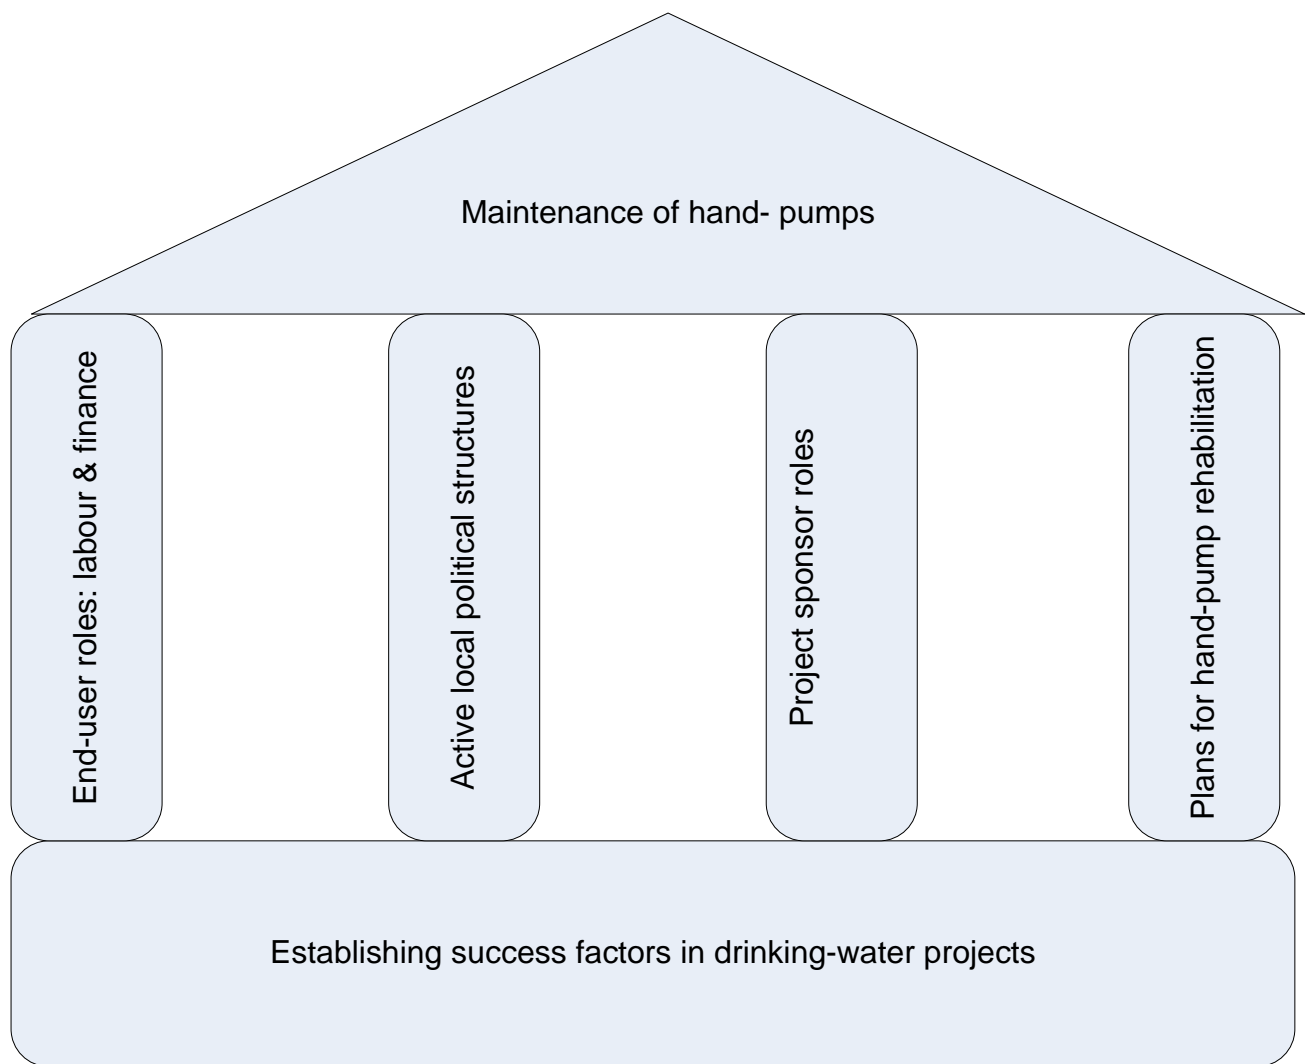 Maintenance of hand- pumps
End-user roles: labour & finance
Active local political structures
Project sponsor roles
Plans for hand-pump rehabilitation
Establishing success factors in drinking-water projects